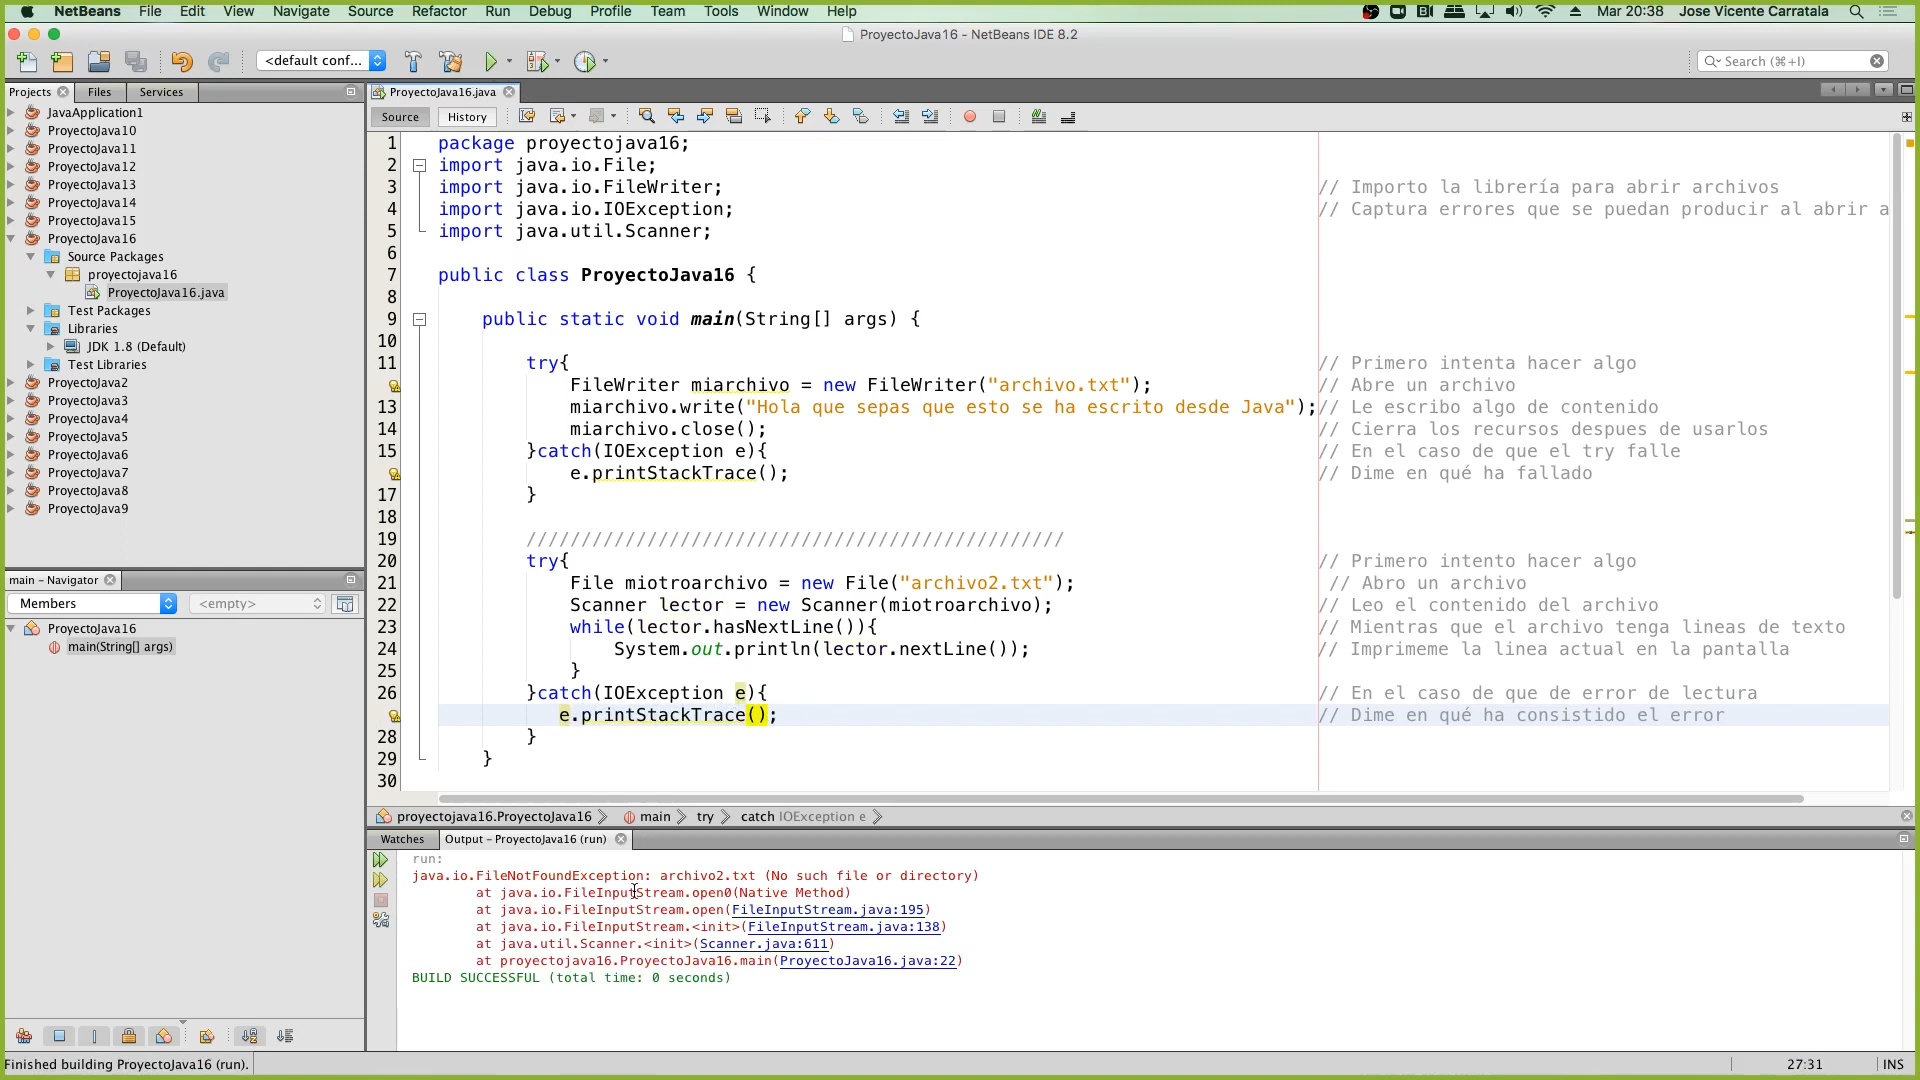 NetBeans File Edit View Navigate Source Refactor Run Debug Profile Team Tools Window Help Mar 20:38 Jose Vicente Carratala
ProyectoJava16 - NetBeans IDE 8.2
<default conf... Search (⌘+I)
Projects Files Services
JavaApplication1
ProyectoJava10
ProyectoJava11
ProyectoJava12
ProyectoJava13
ProyectoJava14
ProyectoJava15
ProyectoJava16
Source Packages
proyectojava16
ProyectoJava16.java
Test Packages
Libraries
JDK 1.8 (Default)
Test Libraries
ProyectoJava2
ProyectoJava3
ProyectoJava4
ProyectoJava5
ProyectoJava6
ProyectoJava7
ProyectoJava8
ProyectoJava9
main - Navigator
Members <empty>
ProyectoJava16
main(String[] args)
ProyectoJava16.java
Source History
1 package proyectojava16;
2 import java.io.File;
3 import java.io.FileWriter; // Importo la librería para abrir archivos
4 import java.io.IOException; // Captura errores que se puedan producir al abrir a
5 import java.util.Scanner;
6
7 public class ProyectoJava16 {
8
9 public static void main(String[] args) {
10
11 try{ // Primero intenta hacer algo
FileWriter miarchivo = new FileWriter("archivo.txt"); // Abre un archivo
13 miarchivo.write("Hola que sepas que esto se ha escrito desde Java");// Le escribo algo de contenido
14 miarchivo.close(); // Cierra los recursos despues de usarlos
15 }catch(IOException e){ // En el caso de que el try falle
e.printStackTrace(); // Dime en qué ha fallado
17 }
18
19 /////////////////////////////////////////////////
20 try{ // Primero intento hacer algo
21 File miotroarchivo = new File("archivo2.txt"); // Abro un archivo
22 Scanner lector = new Scanner(miotroarchivo); // Leo el contenido del archivo
23 while(lector.hasNextLine()){ // Mientras que el archivo tenga lineas de texto
24 System.out.println(lector.nextLine()); // Imprimeme la linea actual en la pantalla
25 }
26 }catch(IOException e){ // En el caso de que de error de lectura
e.printStackTrace(); // Dime en qué ha consistido el error
28 }
29 }
30
proyectojava16.ProyectoJava16 main try catch IOException e
Watches Output - ProyectoJava16 (run)
run:
java.io.FileNotFoundException: archivo2.txt (No such file or directory)
at java.io.FileInputStream.open0(Native Method)
at java.io.FileInputStream.open(FileInputStream.java:195)
at java.io.FileInputStream.<init>(FileInputStream.java:138)
at java.util.Scanner.<init>(Scanner.java:611)
at proyectojava16.ProyectoJava16.main(ProyectoJava16.java:22)
BUILD SUCCESSFUL (total time: 0 seconds)
Finished building ProyectoJava16 (run). 27:31 INS